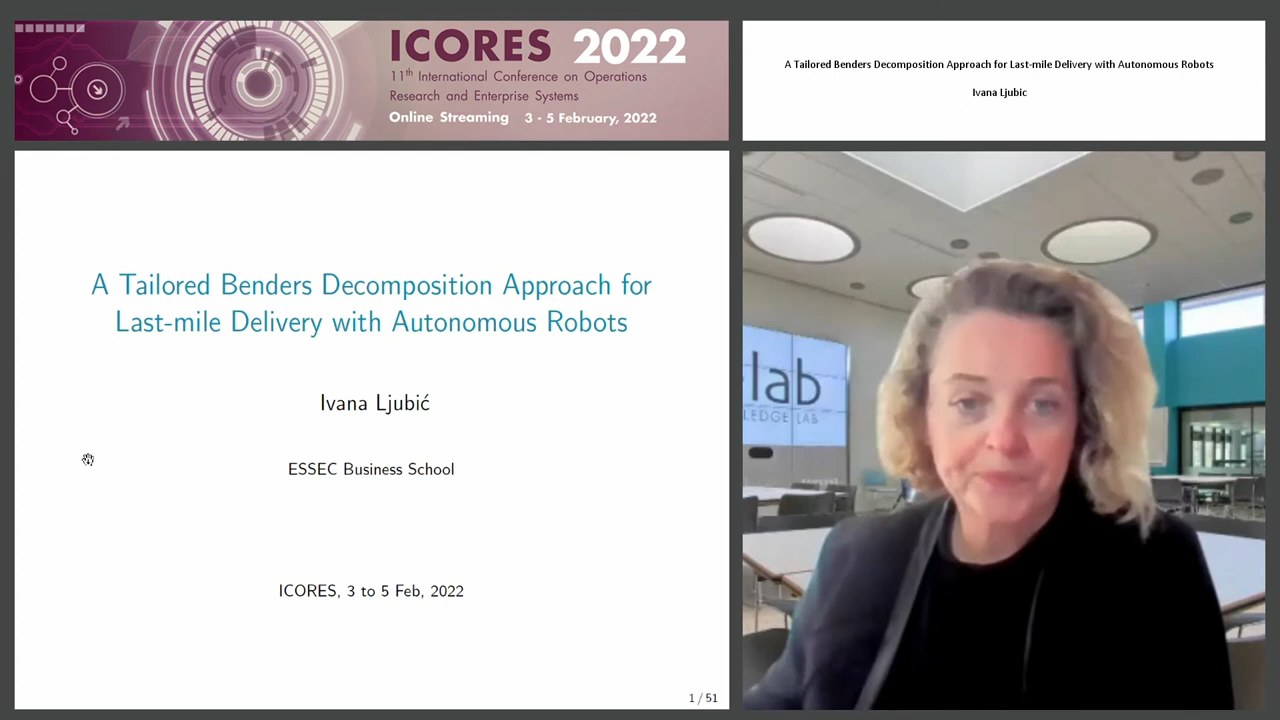 ICORES 2022
11th International Conference on Operations
Research and Enterprise Systems
Online Streaming 3 - 5 February, 2022
A Tailored Benders Decomposition Approach for Last-mile Delivery with Autonomous Robots
Ivana Ljubic
A Tailored Benders Decomposition Approach for
Last-mile Delivery with Autonomous Robots
Ivana Ljubić
ESSEC Business School
ICORES, 3 to 5 Feb, 2022
1 / 51
lab
LEDGE LAB